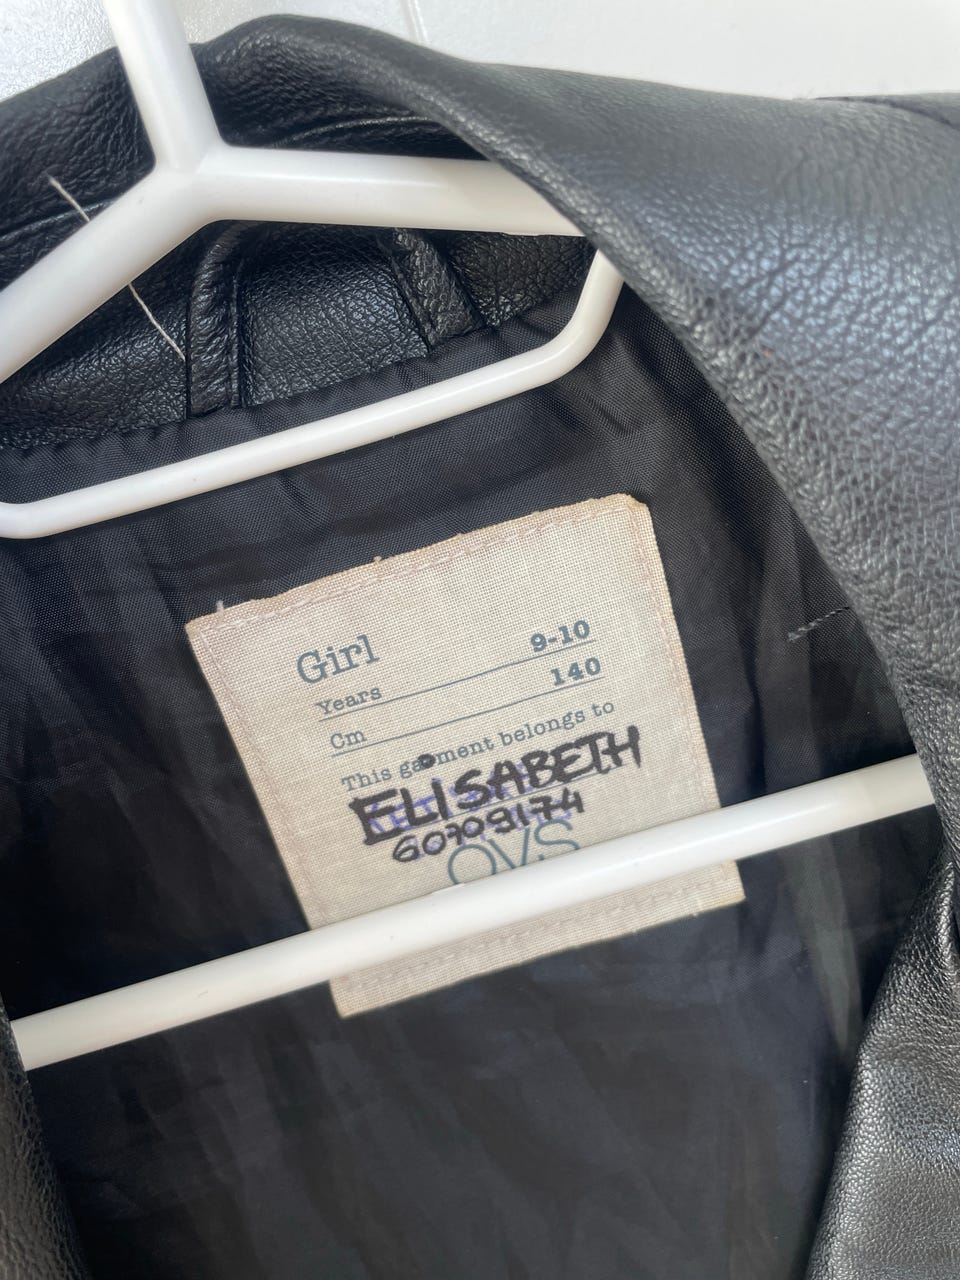 Girl
Years 9-10
Cm 140
This garment belongs to
ELISABETH
60709174
OVS